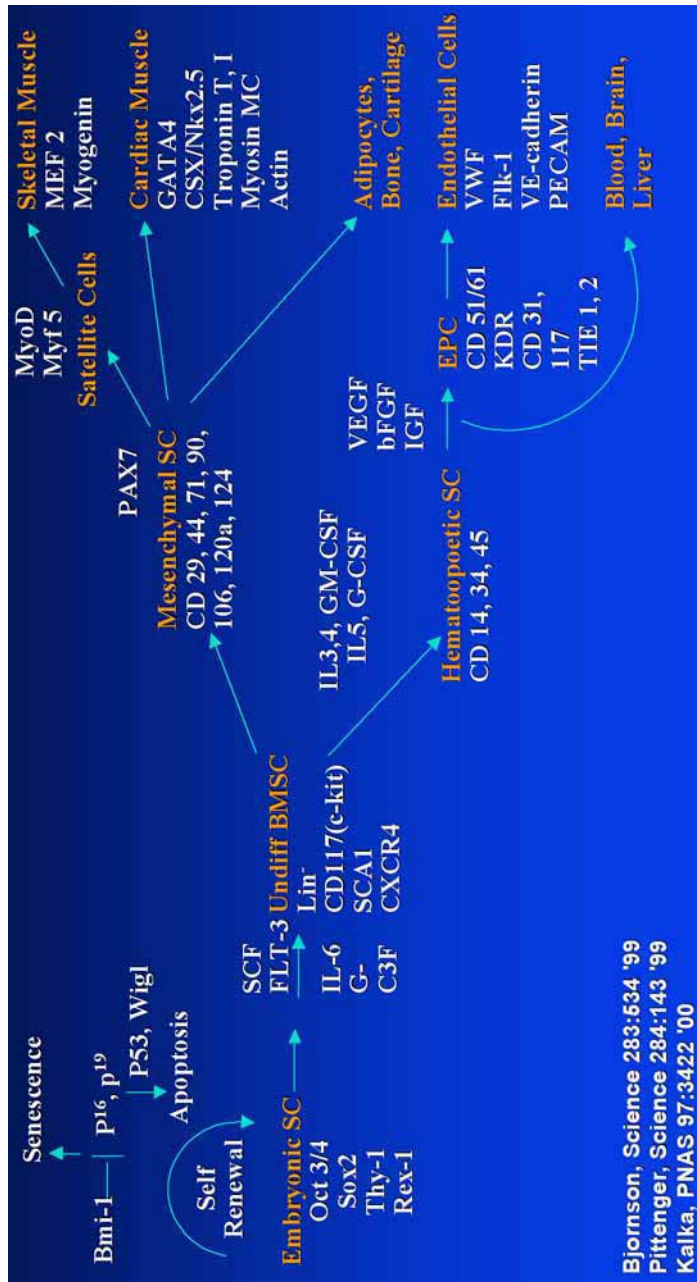 Senescence
Bmi-1
P16, p19
P53, Wigl
Apoptosis
Self
Renewal
Embryonic SC
Oct 3/4
Sox2
Thy-1
Rex-1
SCF
FLT-3
IL-6
G-
C3F
Undiff BMSC
Lin-
CD117(c-kit)
SCA1
CXCR4
PAX7
Mesenchymal SC
CD 29, 44, 71, 90,
106, 120a, 124
IL3,4, GM-CSF
IL5, G-CSF
Hematoopoetic SC
CD 14, 34, 45
MyoD
Myf 5
Satellite Cells
VEGF
bFGF
IGF
EPC
CD 51/61
KDR
CD 31,
117
TIE 1, 2
Skeletal Muscle
MEF 2
Myogenin
Cardiac Muscle
GATA4
CSX/Nkx2.5
Troponin T, I
Myosin MC
Actin
Adipocytes,
Bone, Cartilage
Endothelial Cells
VWF
Flk-1
VE-cadherin
PECAM
Blood, Brain,
Liver
Bjornson, Science 283:534 '99
Pittenger, Science 284:143 '99
Kalka, PNAS 97:3422 '00